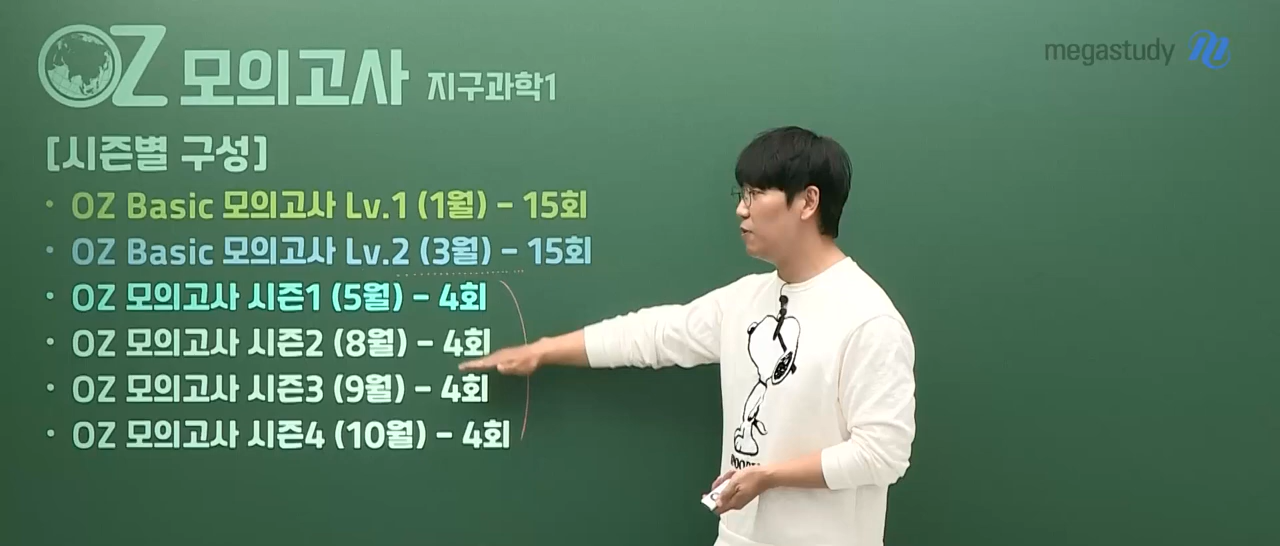 OZ 모의고사 지구과학1
megastudy
[시즌별 구성]
• OZ Basic 모의고사 Lv.1 (1월) – 15회
• OZ Basic 모의고사 Lv.2 (3월) – 15회
• OZ 모의고사 시즌1 (5월) – 4회
• OZ 모의고사 시즌2 (8월) – 4회
• OZ 모의고사 시즌3 (9월) – 4회
• OZ 모의고사 시즌4 (10월) – 4회